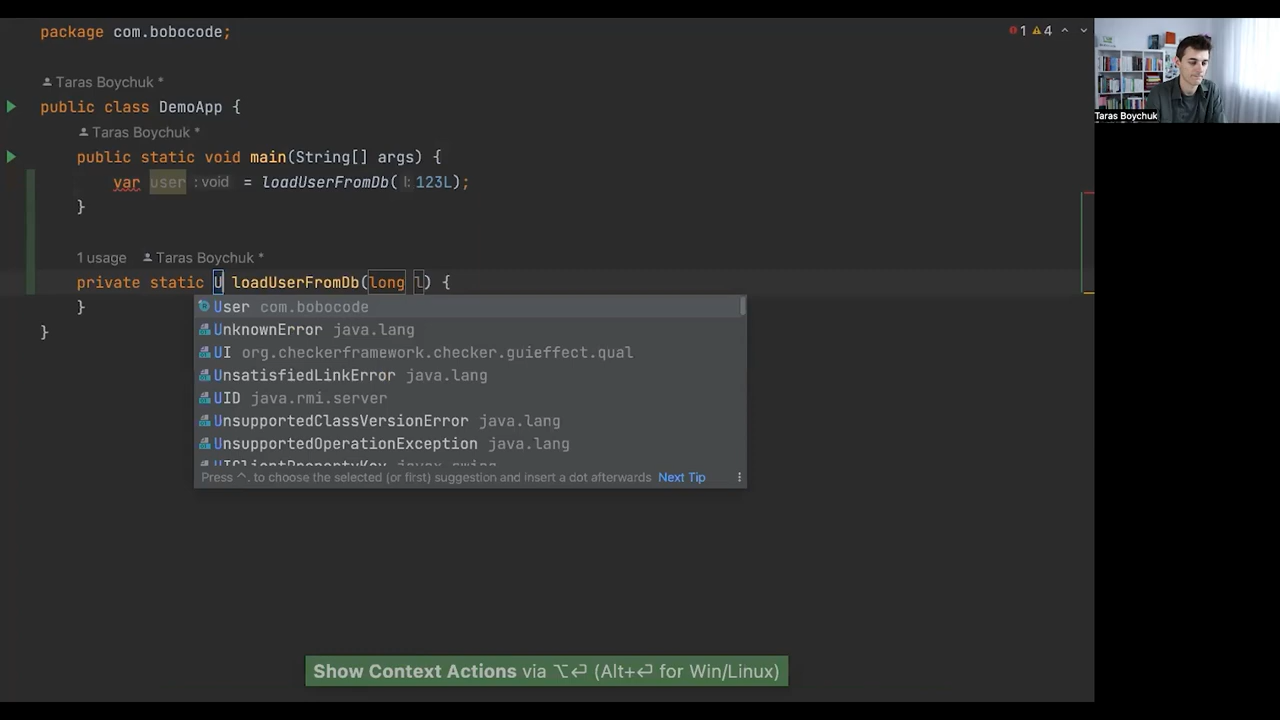 package com.bobocode;
1 4
Taras Boychuk *
public class DemoApp {
Taras Boychuk *
public static void main(String[] args) {
var user : void = loadUserFromDb( l: 123L);
}
1 usage Taras Boychuk *
private static U loadUserFromDb(long l) {
}
}
User com.bobocode
UnknownError java.lang
UI org.checkerframework.checker.guieffect.qual
UnsatisfiedLinkError java.lang
UID java.rmi.server
UnsupportedClassVersionError java.lang
UnsupportedOperationException java.lang
UIClientPropertyKey javax.swing
Press ^. to choose the selected (or first) suggestion and insert a dot afterwards Next Tip
Show Context Actions via ⌥⏎ (Alt+⏎ for Win/Linux)
Taras Boychuk